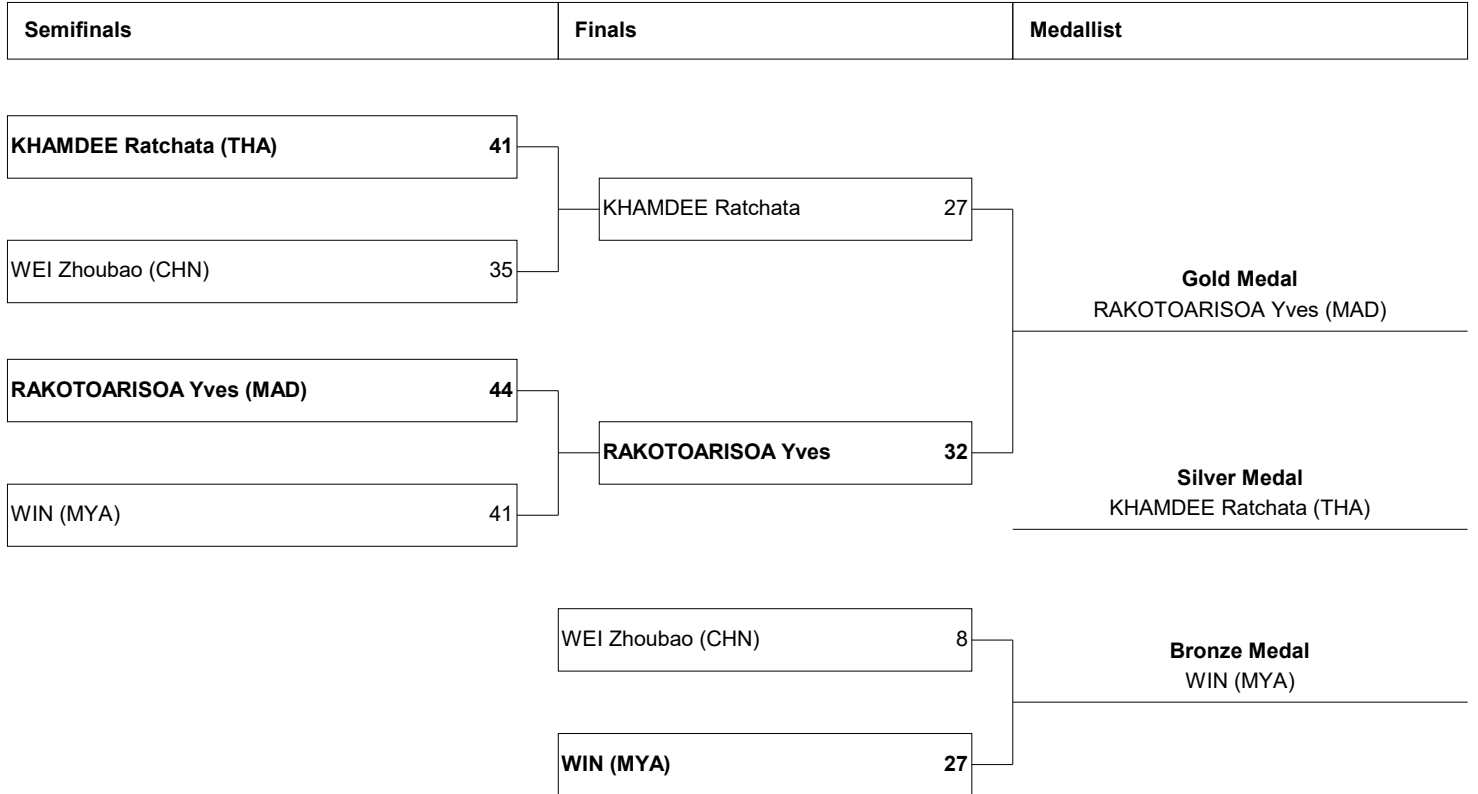 Semifinals Finals Medallist
KHAMDEE Ratchata (THA) 41
KHAMDEE Ratchata 27
WEI Zhoubao (CHN) 35
Gold Medal
RAKOTOARISOA Yves (MAD)
RAKOTOARISOA Yves (MAD) 44
RAKOTOARISOA Yves 32
Silver Medal
KHAMDEE Ratchata (THA)
WIN (MYA) 41
WEI Zhoubao (CHN) 8
Bronze Medal
WIN (MYA)
WIN (MYA) 27